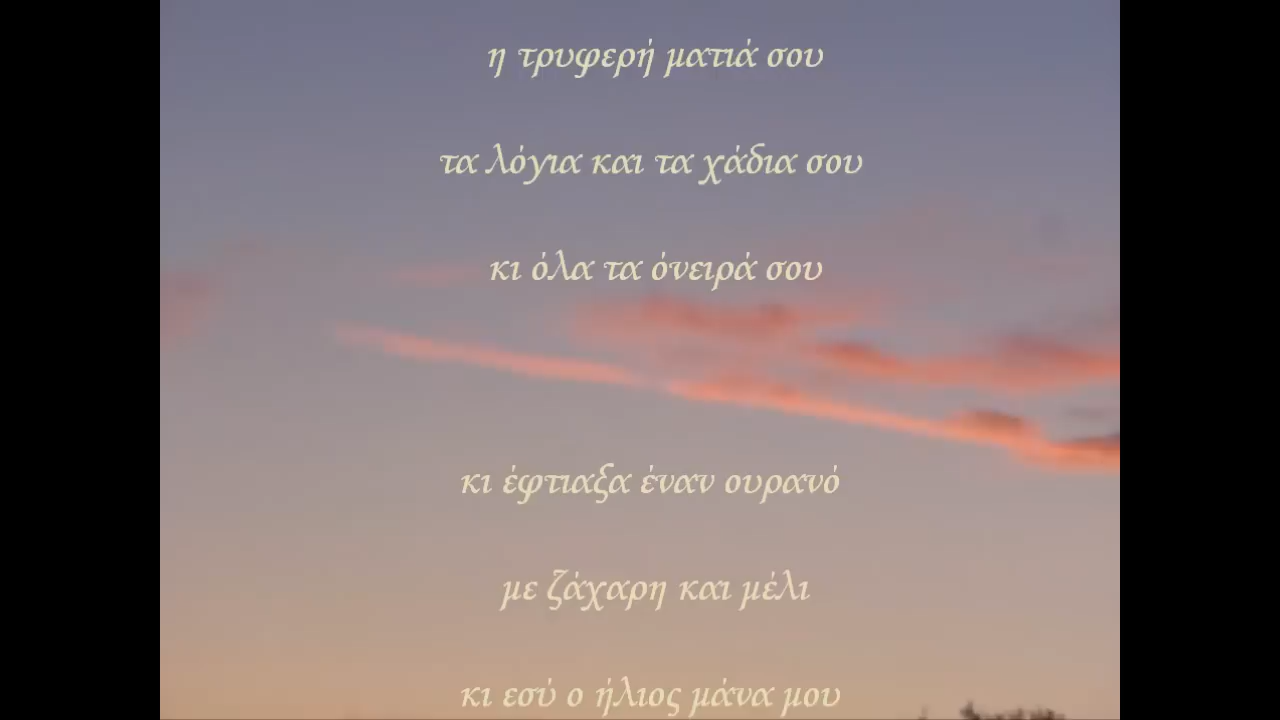 η τρυφερή ματιά σου
τα λόγια και τα χάδια σου
κι όλα τα όνειρά σου
κι έφτιαξα έναν ουρανό
με ζάχαρη και μέλι
κι εσύ ο ήλιος μάνα μου